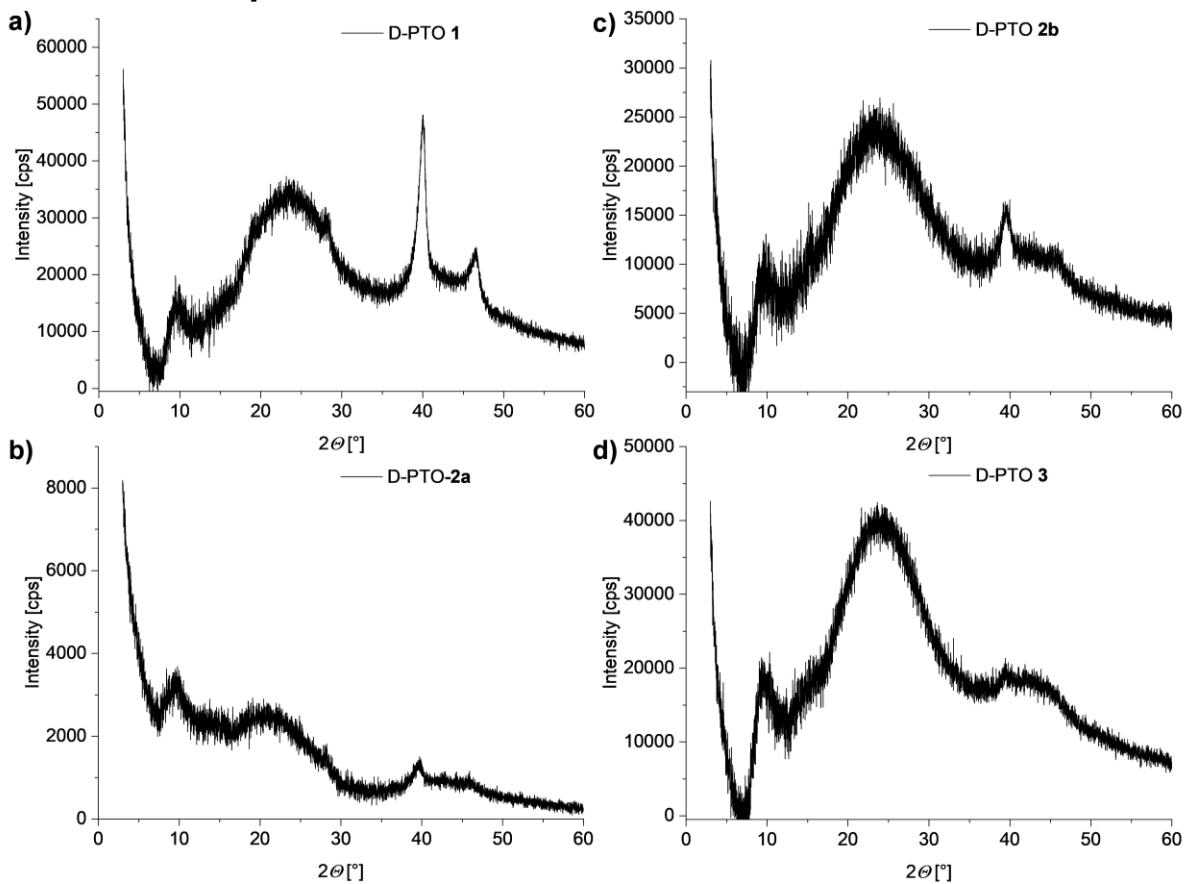 a)
D-PTO 1
Intensity [cps]
60000
50000
40000
30000
20000
10000
0
0 10 20 30 40 50 60
2Θ [°]
c)
D-PTO 2b
Intensity [cps]
35000
30000
25000
20000
15000
10000
5000
0
0 10 20 30 40 50 60
2Θ [°]
b)
D-PTO-2a
Intensity [cps]
8000
6000
4000
2000
0
0 10 20 30 40 50 60
2Θ [°]
d)
D-PTO 3
Intensity [cps]
50000
40000
30000
20000
10000
0
0 10 20 30 40 50 60
2Θ [°]